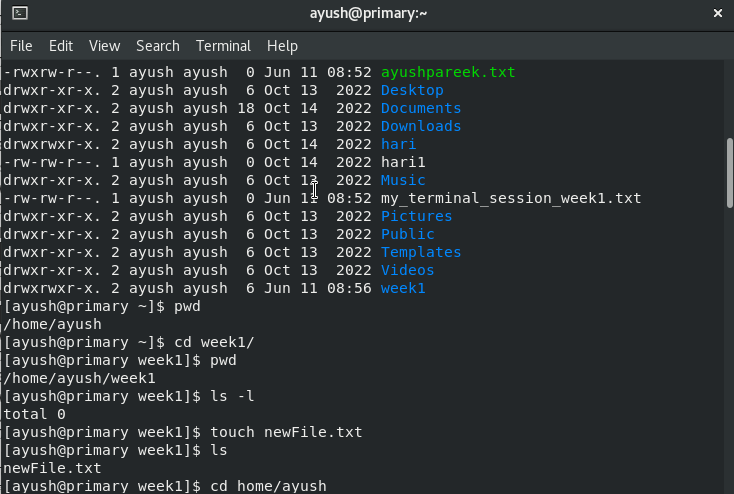 ayush@primary:~
File Edit View Search Terminal Help
-rwxrw-r--. 1 ayush ayush  0 Jun 11 08:52 ayushpareek.txt
drwxr-xr-x. 2 ayush ayush  6 Oct 13  2022 Desktop
drwxr-xr-x. 2 ayush ayush 18 Oct 14  2022 Documents
drwxr-xr-x. 2 ayush ayush  6 Oct 13  2022 Downloads
drwxrwxr-x. 2 ayush ayush  6 Oct 14  2022 hari
-rw-rw-r--. 1 ayush ayush  0 Oct 14  2022 hari1
drwxr-xr-x. 2 ayush ayush  6 Oct 13  2022 Music
-rw-rw-r--. 1 ayush ayush  0 Jun 11 08:52 my_terminal_session_week1.txt
drwxr-xr-x. 2 ayush ayush  6 Oct 13  2022 Pictures
drwxr-xr-x. 2 ayush ayush  6 Oct 13  2022 Public
drwxr-xr-x. 2 ayush ayush  6 Oct 13  2022 Templates
drwxr-xr-x. 2 ayush ayush  6 Oct 13  2022 Videos
drwxrwxr-x. 2 ayush ayush  6 Jun 11 08:56 week1
[ayush@primary ~]$ pwd
/home/ayush
[ayush@primary ~]$ cd week1/
[ayush@primary week1]$ pwd
/home/ayush/week1
[ayush@primary week1]$ ls -l
total 0
[ayush@primary week1]$ touch newFile.txt
[ayush@primary week1]$ ls
newFile.txt
[ayush@primary week1]$ cd home/ayush